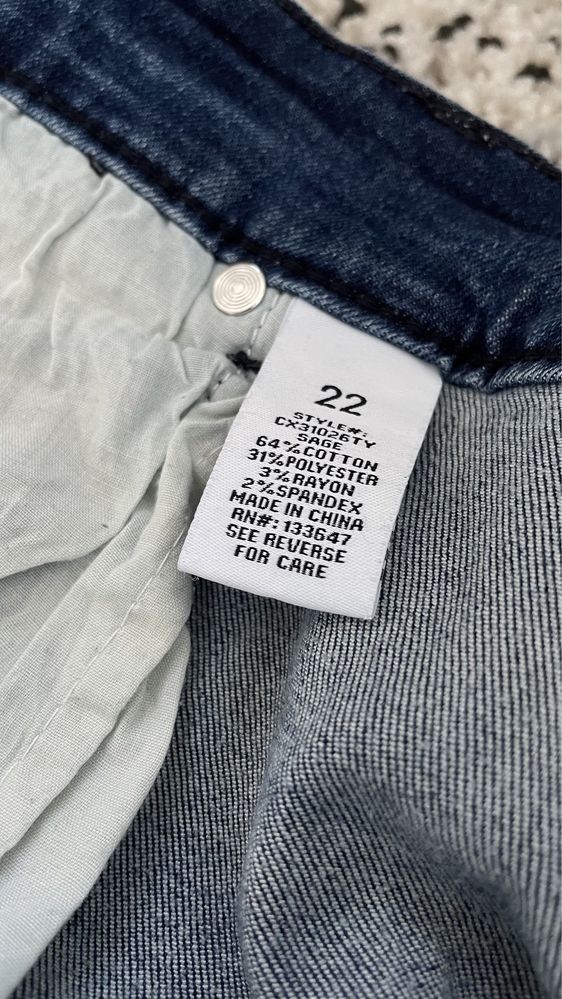 22
STYLE#:
CX31026TY
SAGE
64%COTTON
31%POLYESTER
3%RAYON
2%SPANDEX
MADE IN CHINA
RN#: 133647
SEE REVERSE
FOR CARE